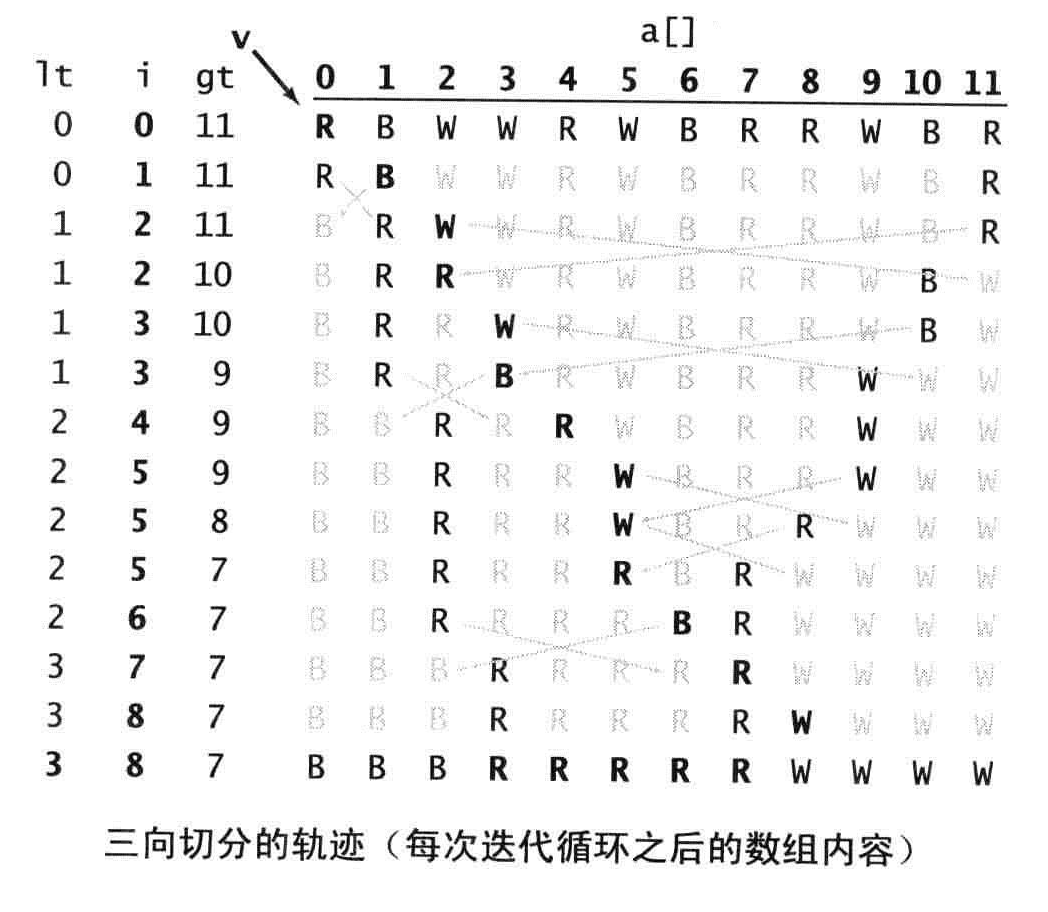 a[]
v
lt i gt 0 1 2 3 4 5 6 7 8 9 10 11
0 0 11 R B W W R W B R R W B R
0 1 11 R B W W R W B R R W B R
1 2 11 B R W W R W B R R W B R
1 2 10 B R R W R W B R R W B W
1 3 10 B R R W R W B R R W B W
1 3 9 B R R B R W B R R W W W
2 4 9 B B R R R W B R R W W W
2 5 9 B B R R R W B R R W W W
2 5 8 B B R R R W B R R W W W
2 5 7 B B R R R R B R W W W W
2 6 7 B B R R R R B R W W W W
3 7 7 B B B R R R R R W W W W
3 8 7 B B B R R R R R W W W W
3 8 7 B B B R R R R R W W W W
三向切分的轨迹（每次迭代循环之后的数组内容）